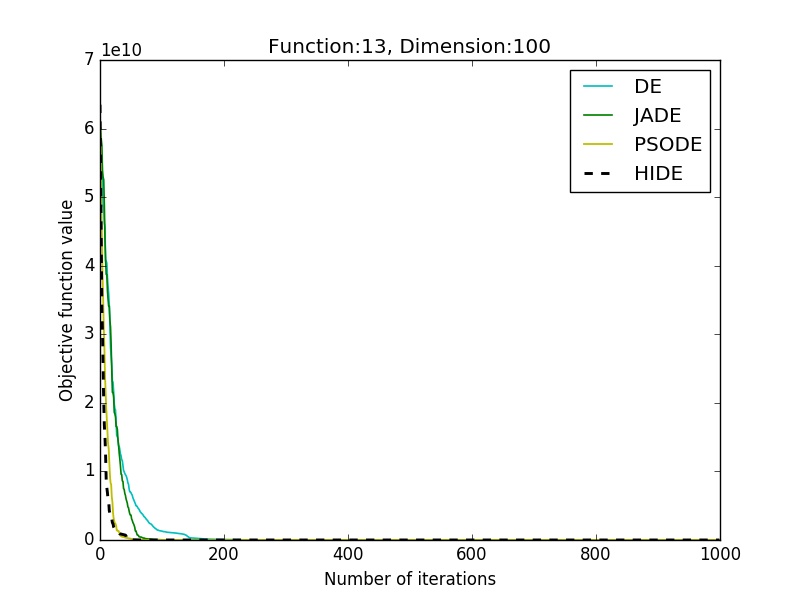 Function:13, Dimension:100
1e10
7
6
5
4
3
2
1
0
Objective function value
DE
JADE
PSODE
HIDE
0 200 400 600 800 1000
Number of iterations